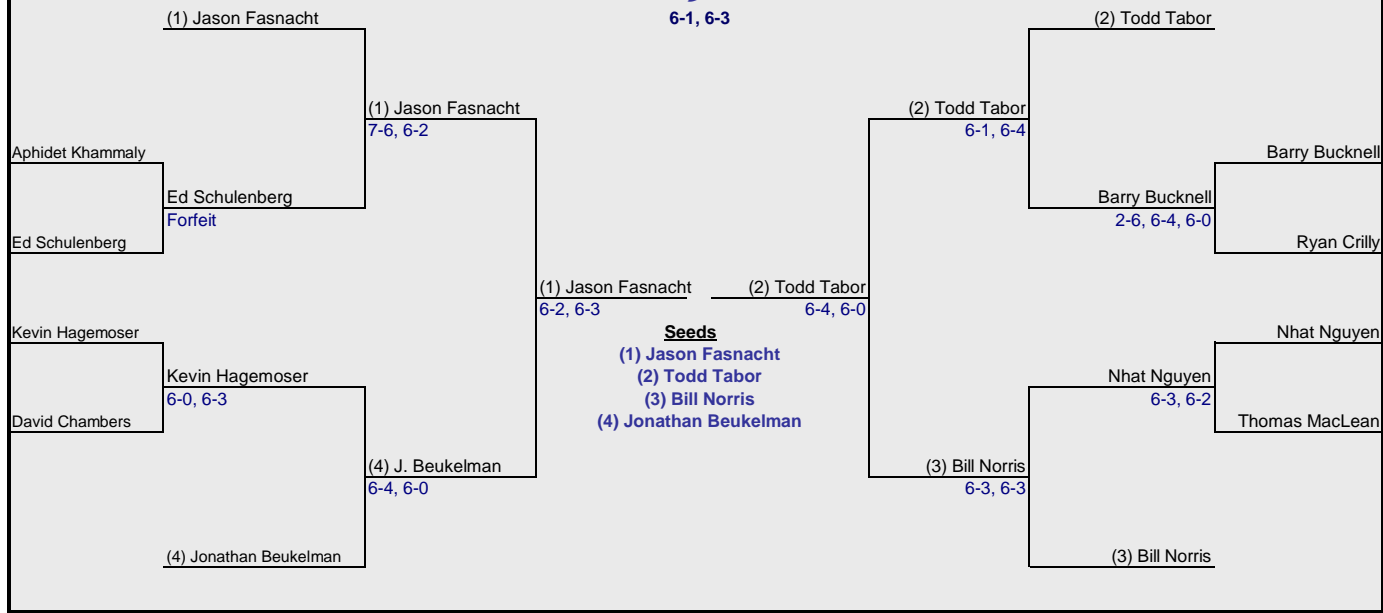 (1) Jason Fasnacht
6-1, 6-3
(2) Todd Tabor
(1) Jason Fasnacht
7-6, 6-2
(2) Todd Tabor
6-1, 6-4
Aphidet Khammaly
Barry Bucknell
Ed Schulenberg
Forfeit
Barry Bucknell
2-6, 6-4, 6-0
Ed Schulenberg
Ryan Crilly
(1) Jason Fasnacht
6-2, 6-3
(2) Todd Tabor
6-4, 6-0
Seeds
(1) Jason Fasnacht
(2) Todd Tabor
(3) Bill Norris
(4) Jonathan Beukelman
Kevin Hagemoser
Nhat Nguyen
Kevin Hagemoser
6-0, 6-3
Nhat Nguyen
6-3, 6-2
David Chambers
Thomas MacLean
(4) J. Beukelman
6-4, 6-0
(3) Bill Norris
6-3, 6-3
(4) Jonathan Beukelman
(3) Bill Norris